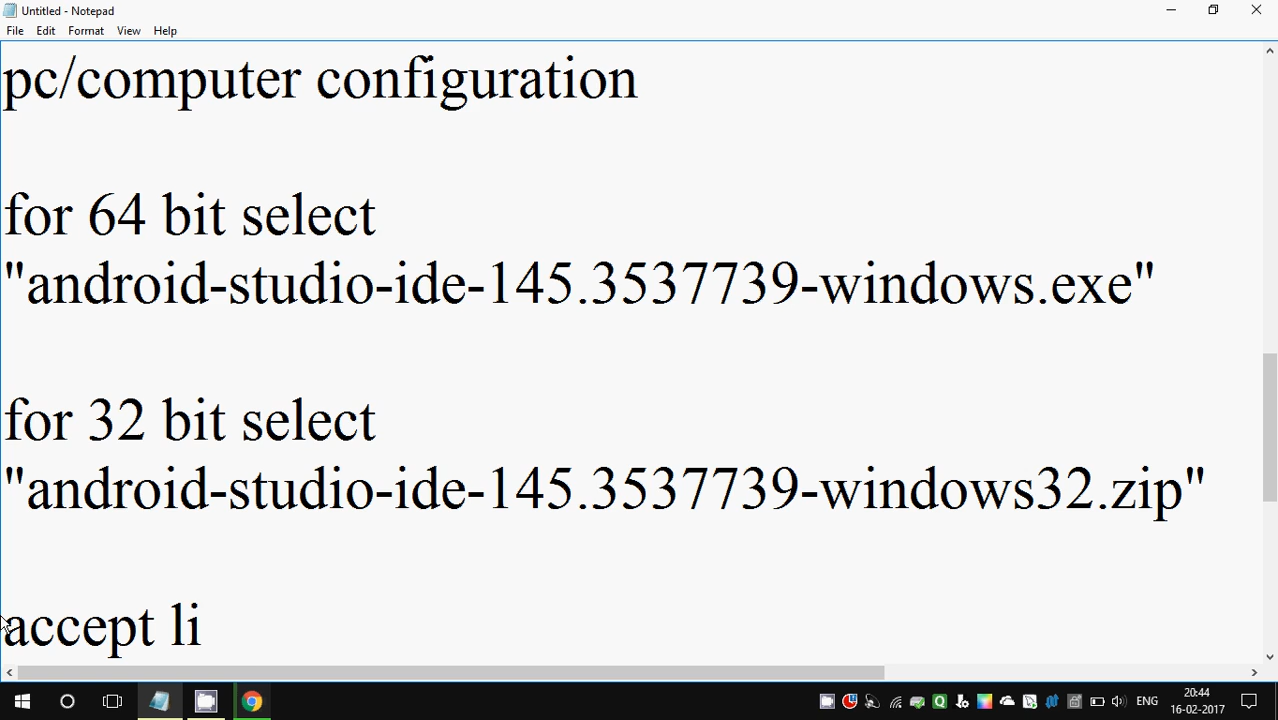 Untitled - Notepad
File Edit Format View Help
pc/computer configuration
for 64 bit select
"android-studio-ide-145.3537739-windows.exe"
for 32 bit select
"android-studio-ide-145.3537739-windows32.zip"
accept li
ENG
20:44
16-02-2017